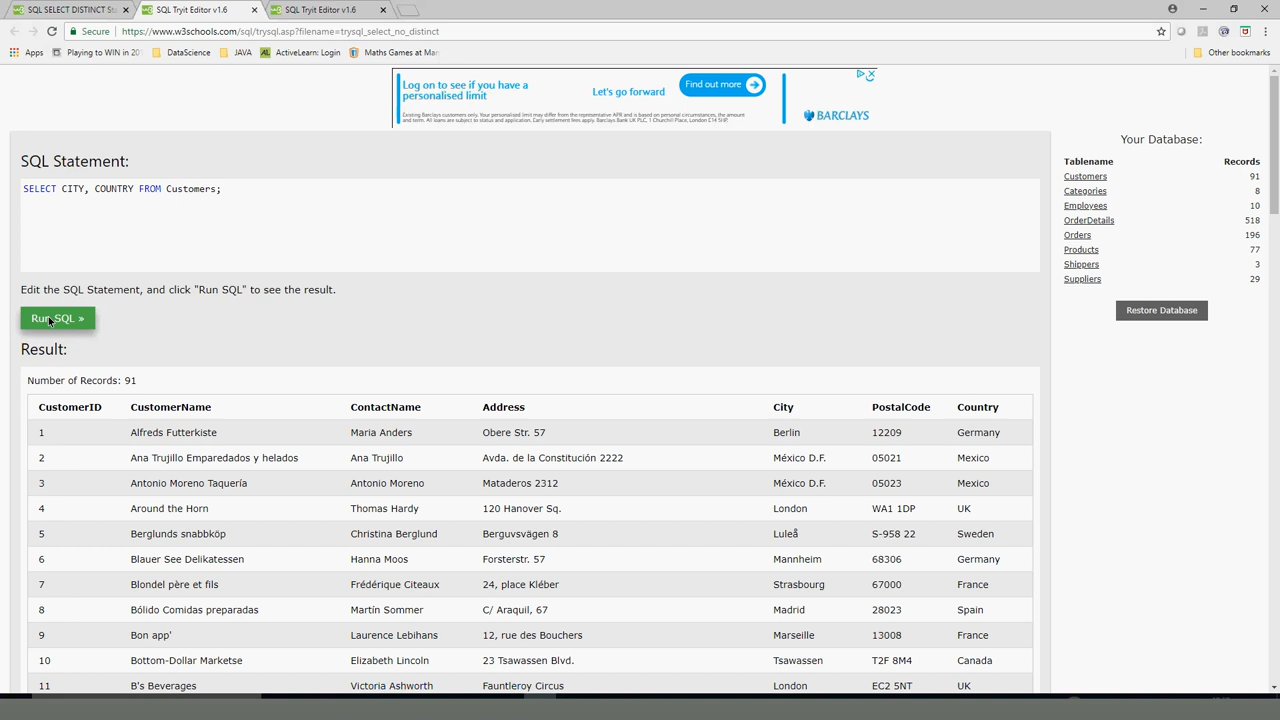 SQL SELECT DISTINCT Sta
SQL Tryit Editor v1.6
SQL Tryit Editor v1.6
Secure
https://www.w3schools.com/sql/trysql.asp?filename=trysql_select_no_distinct
Apps
Playing to WIN in 20
DataScience
JAVA
ActiveLearn: Login
Maths Games at Mar
Other bookmarks
Log on to see if you have a
personalised limit
Let's go forward
Find out more
BARCLAYS
SQL Statement:
SELECT CITY, COUNTRY FROM Customers;
Edit the SQL Statement, and click "Run SQL" to see the result.
Run SQL »
Result:
Number of Records: 91
CustomerID CustomerName ContactName Address City PostalCode Country
1 Alfreds Futterkiste Maria Anders Obere Str. 57 Berlin 12209 Germany
2 Ana Trujillo Emparedados y helados Ana Trujillo Avda. de la Constitución 2222 México D.F. 05021 Mexico
3 Antonio Moreno Taquería Antonio Moreno Mataderos 2312 México D.F. 05023 Mexico
4 Around the Horn Thomas Hardy 120 Hanover Sq. London WA1 1DP UK
5 Berglunds snabbköp Christina Berglund Berguvsvägen 8 Luleå S-958 22 Sweden
6 Blauer See Delikatessen Hanna Moos Forsterstr. 57 Mannheim 68306 Germany
7 Blondel père et fils Frédérique Citeaux 24, place Kléber Strasbourg 67000 France
8 Bólido Comidas preparadas Martín Sommer C/ Araquil, 67 Madrid 28023 Spain
9 Bon app' Laurence Lebihans 12, rue des Bouchers Marseille 13008 France
10 Bottom-Dollar Marketse Elizabeth Lincoln 23 Tsawassen Blvd. Tsawassen T2F 8M4 Canada
11 B's Beverages Victoria Ashworth Fauntleroy Circus London EC2 5NT UK
Your Database:
Tablename Records
Customers 91
Categories 8
Employees 10
OrderDetails 518
Orders 196
Products 77
Shippers 3
Suppliers 29
Restore Database